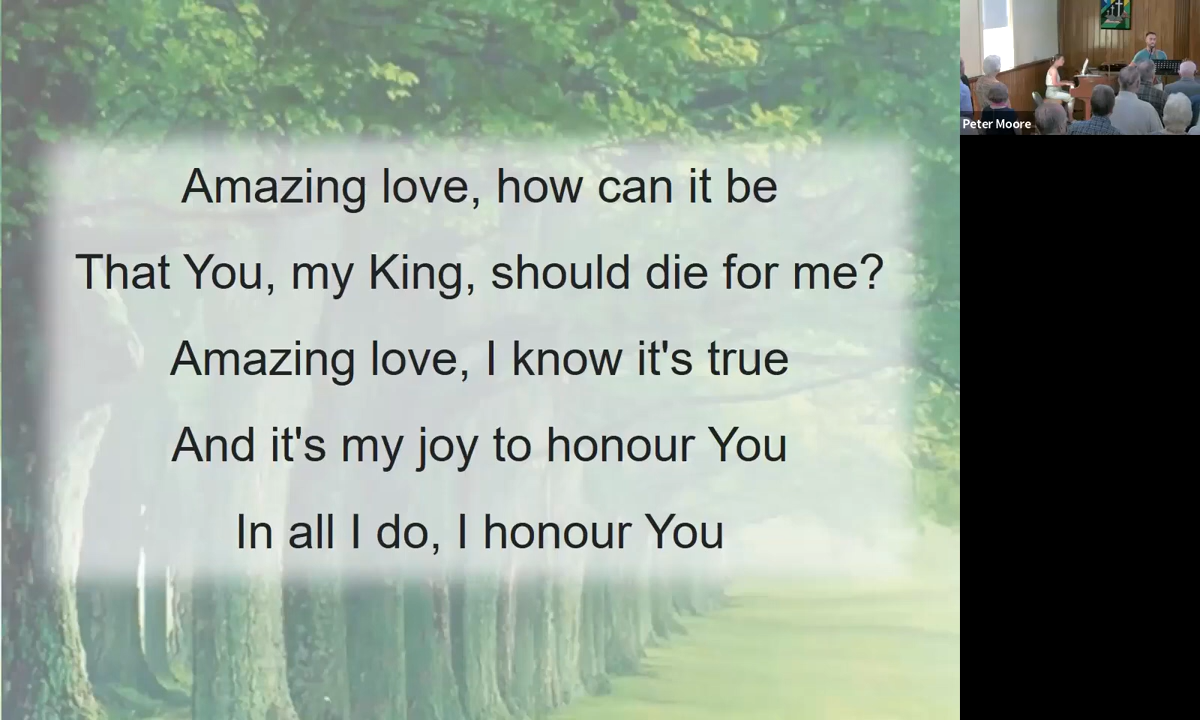 Amazing love, how can it be
That You, my King, should die for me?
Amazing love, I know it's true
And it's my joy to honour You
In all I do, I honour You
Peter Moore